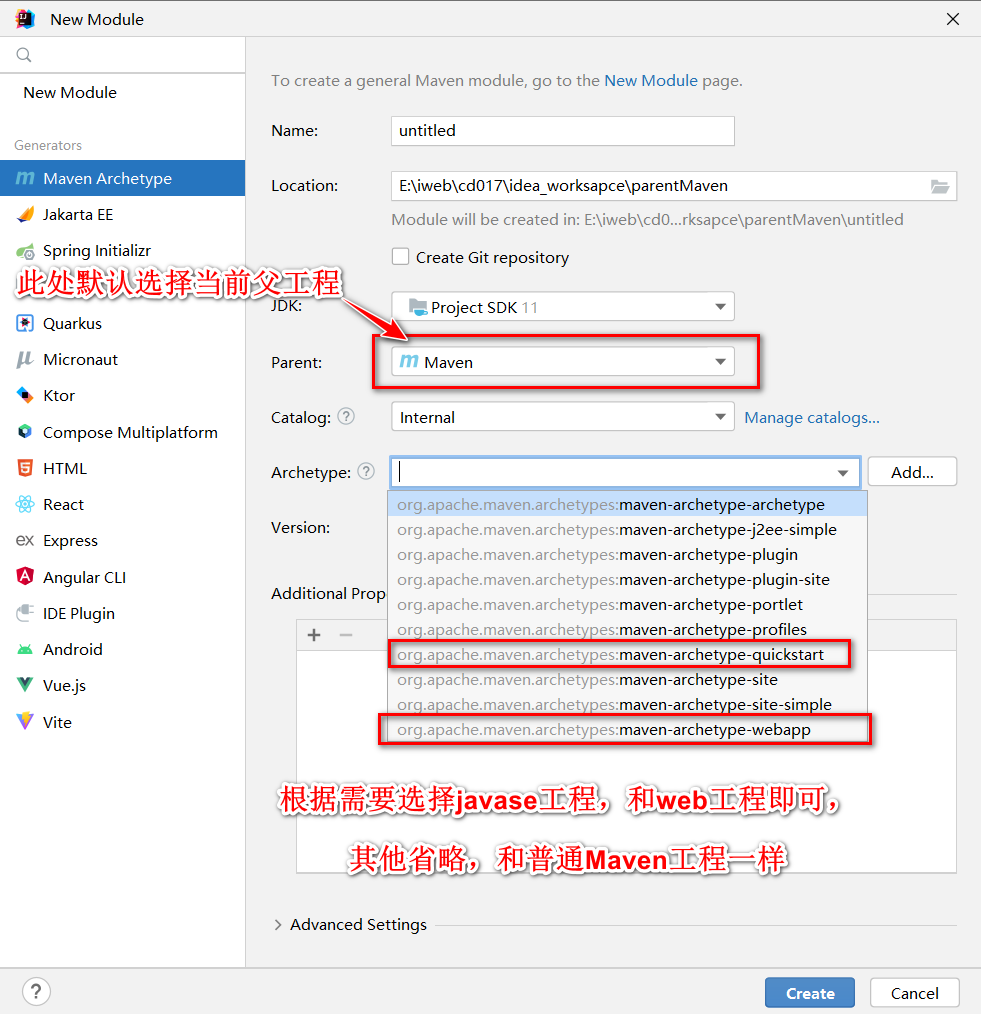 New Module
New Module
Generators
Maven Archetype
Jakarta EE
Spring Initializr
Quarkus
Micronaut
Ktor
Compose Multiplatform
HTML
React
Express
Angular CLI
IDE Plugin
Android
Vue.js
Vite
To create a general Maven module, go to the New Module page.
Name: untitled
Location: E:\iweb\cd017\idea_worksapce\parentMaven
Module will be created in: E:\iweb\cd0...rksapce\parentMaven\untitled
Create Git repository
此处默认选择当前父工程
JDK: Project SDK 11
Parent: m Maven
Catalog: ? Internal Manage catalogs...
Archetype: ? Add...
org.apache.maven.archetypes:maven-archetype-archetype
org.apache.maven.archetypes:maven-archetype-j2ee-simple
Version:
org.apache.maven.archetypes:maven-archetype-plugin
org.apache.maven.archetypes:maven-archetype-plugin-site
Additional Prope
org.apache.maven.archetypes:maven-archetype-portlet
org.apache.maven.archetypes:maven-archetype-profiles
org.apache.maven.archetypes:maven-archetype-quickstart
org.apache.maven.archetypes:maven-archetype-site
org.apache.maven.archetypes:maven-archetype-site-simple
org.apache.maven.archetypes:maven-archetype-webapp
根据需要选择javase工程，和web工程即可，
其他省略，和普通Maven工程一样
Advanced Settings
? Create Cancel